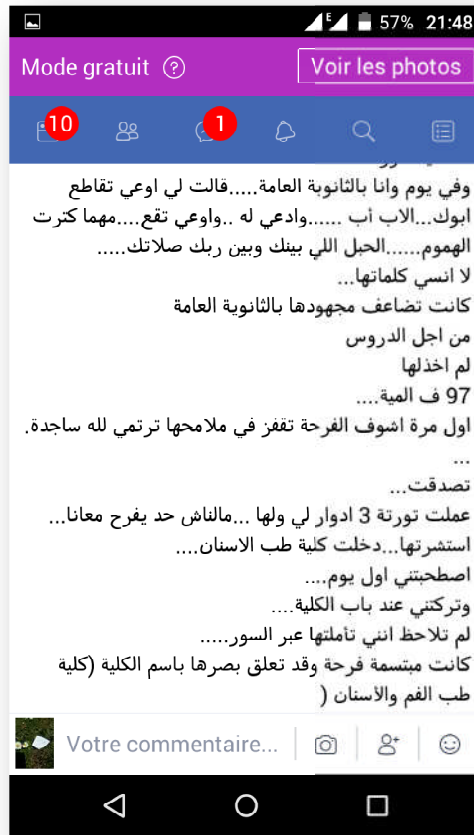 57% 21:48
Mode gratuit ? Voir les photos
10 1
وفي يوم وانا بالثانوبة العامة.....قالت لي اوعي تقاطع
ابوك...الاب أب ......وادعي له ..واوعي تقع....مهما كثرت
الهموم......الحبل اللي بينك وبين ربك صلاتك.....
لا انسي كلماتها...
كانت تضاعف مجهودها بالثانوية العامة
من اجل الدروس
لم اخذلها
97 ف المية....
اول مرة اشوف الفرحة تقفز في ملامحها ترتمي لله ساجدة.
...
تصدقت...
عملت تورتة 3 ادوار لي ولها ...مالناش حد يفرح معانا...
استشرتها...دخلت كلية طب الاسنان....
اصطحبتني اول يوم....
وتركتني عند باب الكلية....
لم تلاحظ انني تأملتها عبر السور.....
كانت مبتسمة فرحة وقد تعلق بصرها باسم الكلية (كلية
طب الفم والأسنان (
Votre commentaire...